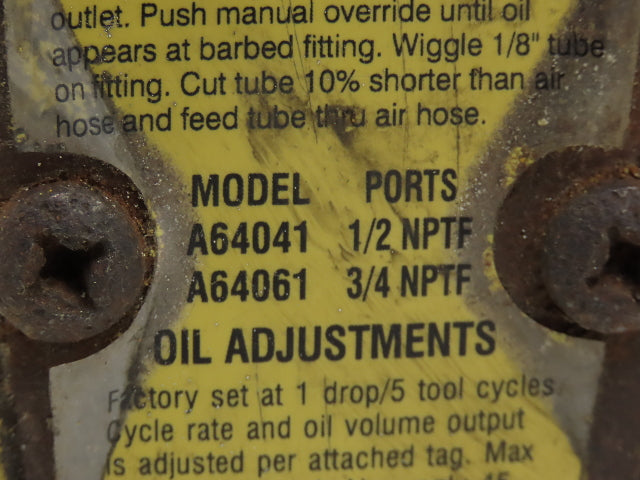 outlet. Push manual override until oil
appears at barbed fitting. Wiggle 1/8" tube
on fitting. Cut tube 10% shorter than air
hose and feed tube thru air hose.
MODEL PORTS
A64041 1/2 NPTF
A64061 3/4 NPTF
OIL ADJUSTMENTS
Factory set at 1 drop/5 tool cycles
Cycle rate and oil volume output
is adjusted per attached tag. Max